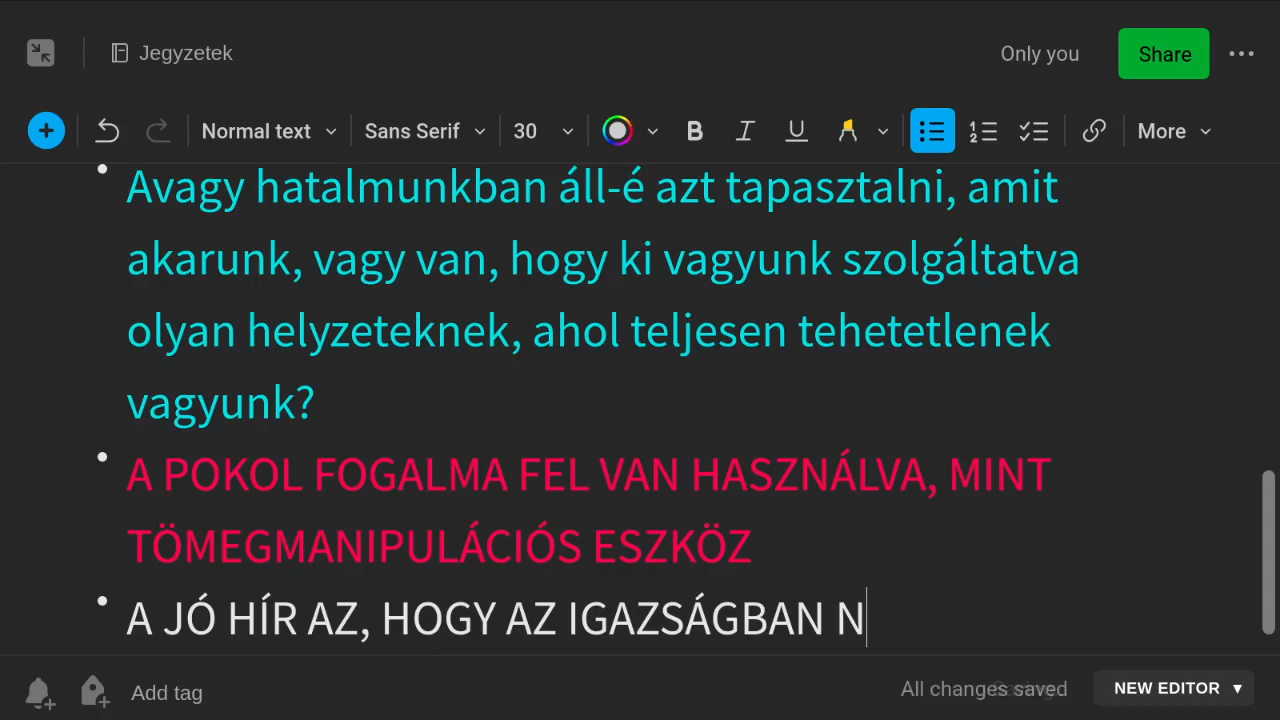 Jegyzetek
Only you
Share
Normal text
Sans Serif
30
B I U
More
Avagy hatalmunkban áll-é azt tapasztalni, amit
akarunk, vagy van, hogy ki vagyunk szolgáltatva
olyan helyzeteknek, ahol teljesen tehetetlenek
vagyunk?
A POKOL FOGALMA FEL VAN HASZNÁLVA, MINT
TÖMEGMANIPULÁCIÓS ESZKÖZ
A JÓ HÍR AZ, HOGY AZ IGAZSÁGBAN N
Add tag
All changes saved
NEW EDITOR